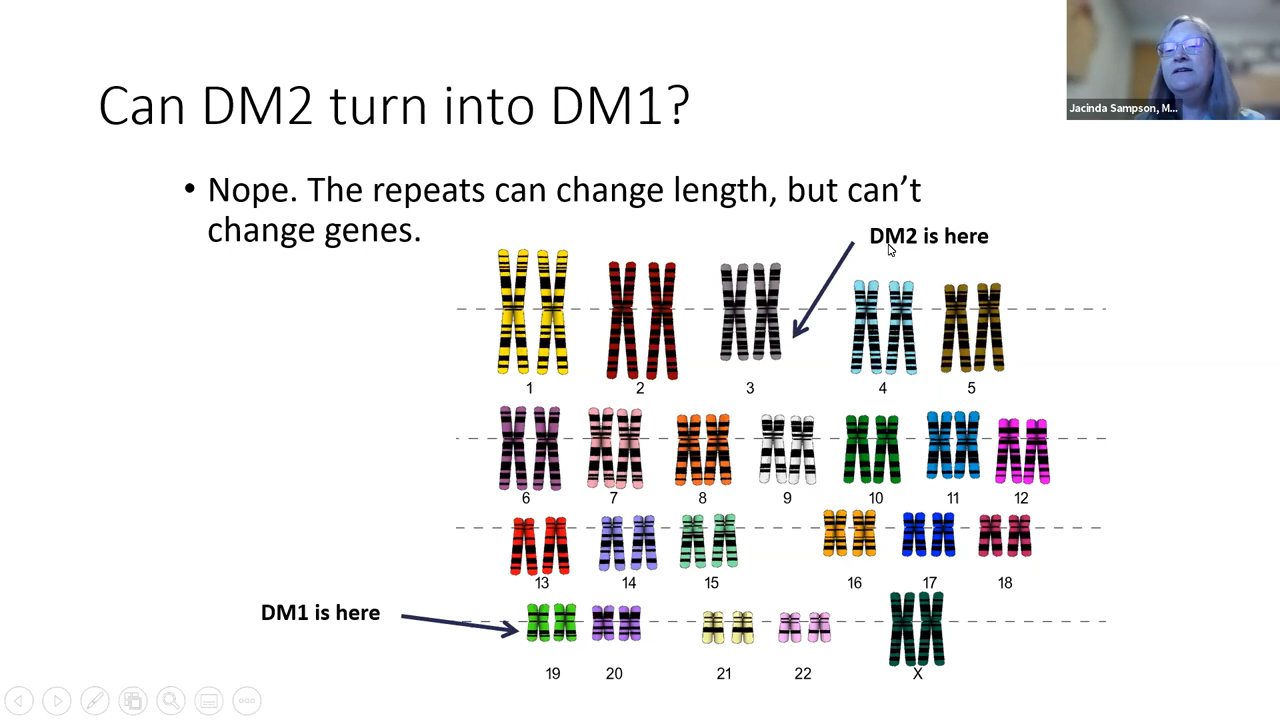 Jacinda Sampson, M...
Can DM2 turn into DM1?
• Nope. The repeats can change length, but can’t
change genes.
DM2 is here
1 2 3 4 5
6 7 8 9 10 11 12
13 14 15 16 17 18
DM1 is here
19 20 21 22 X